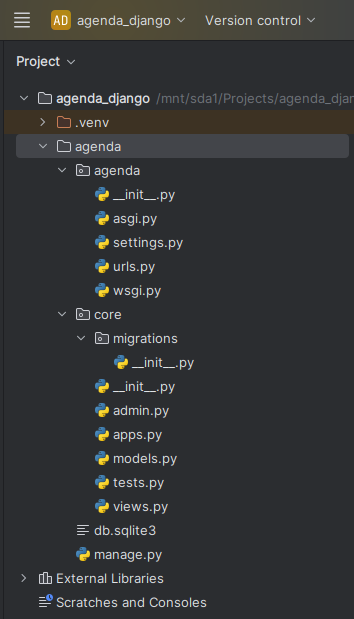 AD agenda_django Version control
Project
agenda_django /mnt/sda1/Projects/agenda_djan
.venv
agenda
agenda
__init__.py
asgi.py
settings.py
urls.py
wsgi.py
core
migrations
__init__.py
__init__.py
admin.py
apps.py
models.py
tests.py
views.py
db.sqlite3
manage.py
External Libraries
Scratches and Consoles